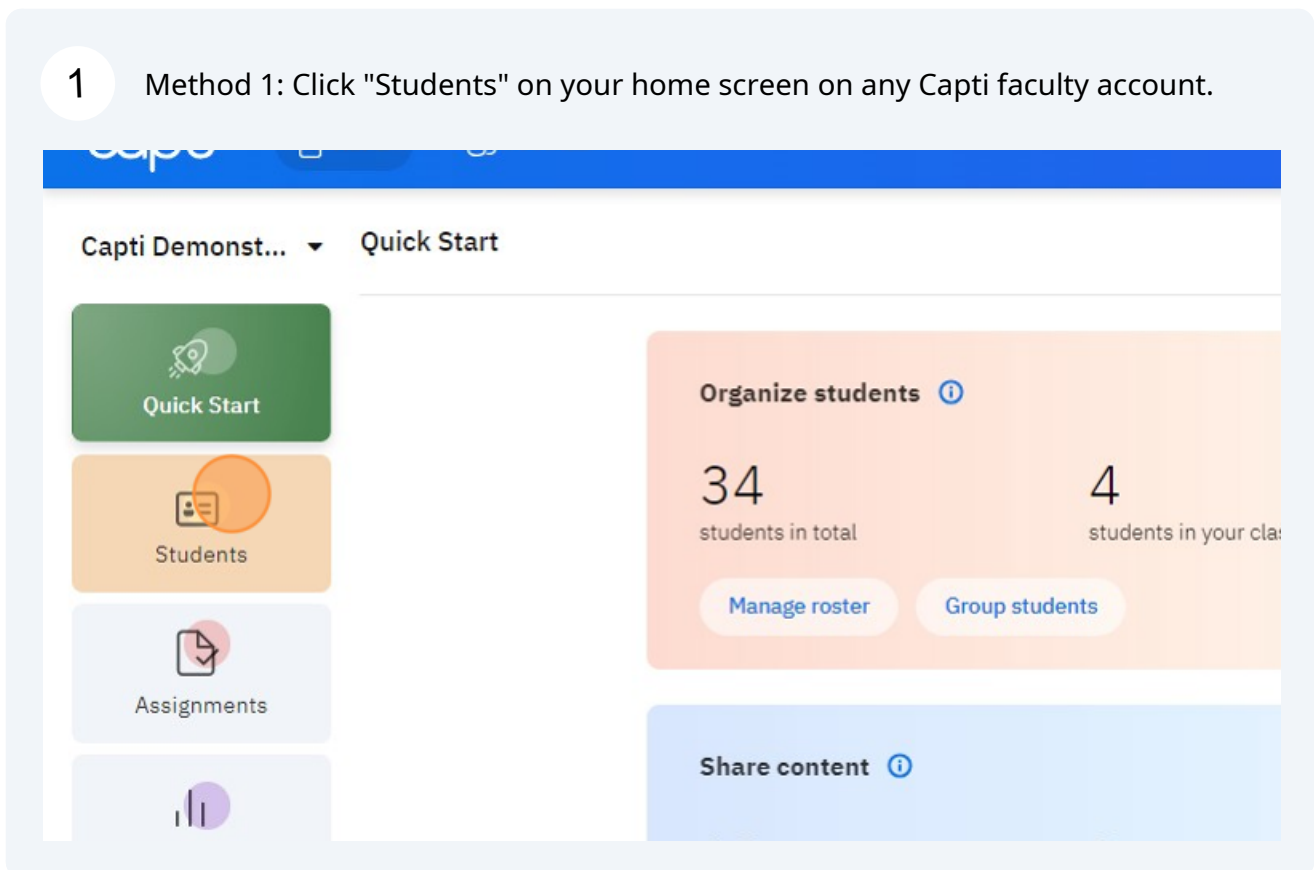 1
Method 1: Click "Students" on your home screen on any Capti faculty account.
Capti Demonst...
Quick Start
Quick Start
Organize students
34
4
students in total
students in your
Students
Manage roster
Group students
Assignments
Share content